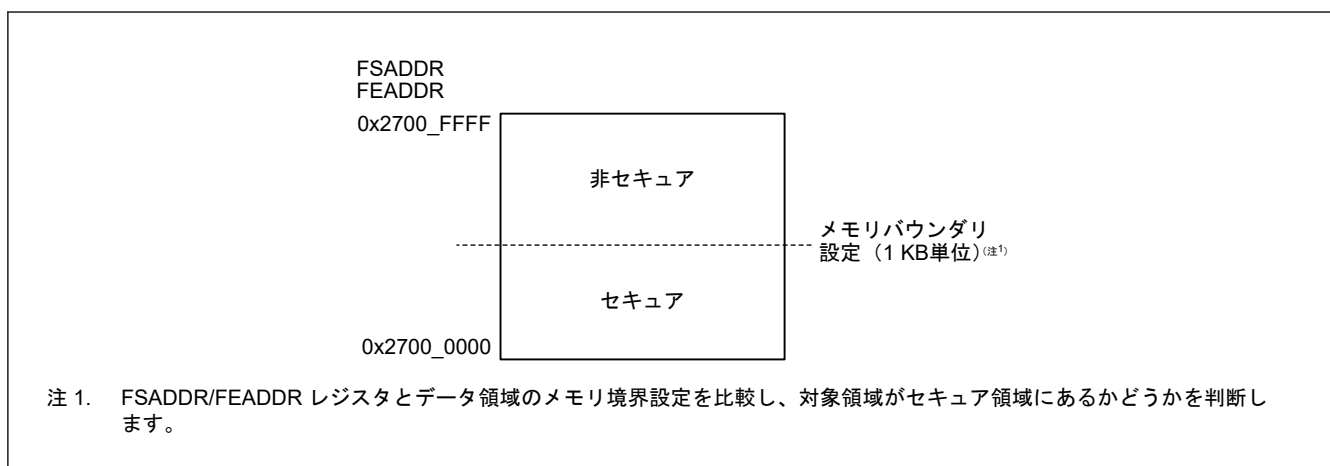 FSADDR
FEADDR
0x2700_FFFF
非セキュア
メモリバウンダリ
設定（1 KB単位）(注1)
セキュア
0x2700_0000
注 1. FSADDR/FEADDR レジスタとデータ領域のメモリ境界設定を比較し、対象領域がセキュア領域にあるかどうかを判断し
ます。